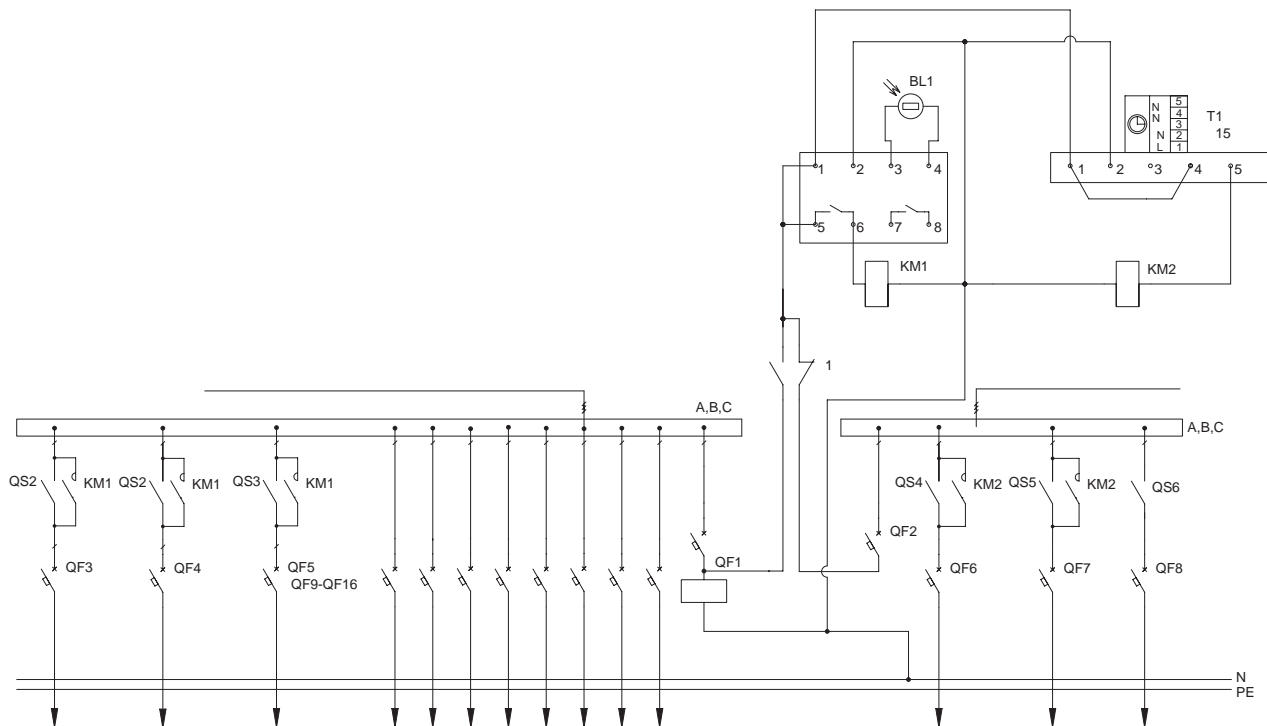 BL1
5
4
3
2
1
N
N
N
L
T1
15
1 2 3 4
1 2 3 4 5
5 6 7 8
KM1
KM2
1
A,B,C
A,B,C
QS2 KM1 QS2 KM1 QS3 KM1
QS4 KM2 QS5 KM2 QS6
QF2
QF1
QF3 QF4 QF5
QF9-QF16
QF6 QF7 QF8
N
PE